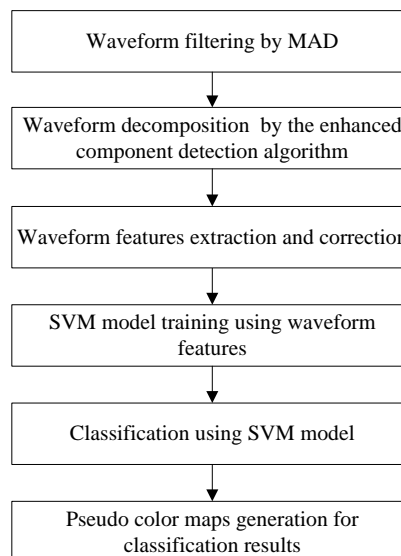 Waveform filtering by MAD
Waveform decomposition by the enhanced
component detection algorithm
Waveform features extraction and correction
SVM model training using waveform
features
Classification using SVM model
Pseudo color maps generation for
classification results